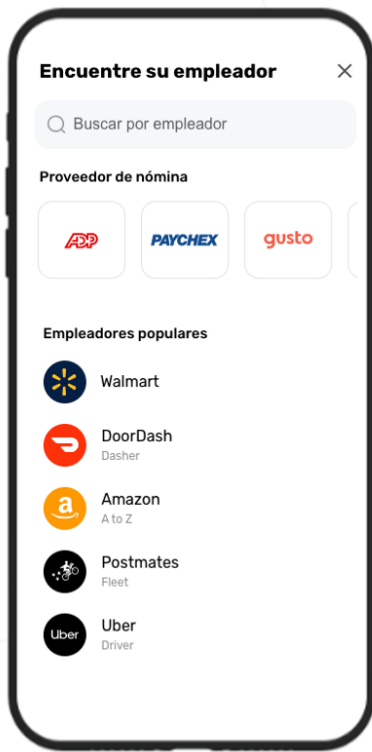 Encuentre su empleador
Buscar por empleador
Proveedor de nómina
ADP
PAYCHEX
gusto
Empleadores populares
Walmart
DoorDash
Dasher
a
Amazon
A to Z
Postmates
Fleet
Uber
Uber
Driver